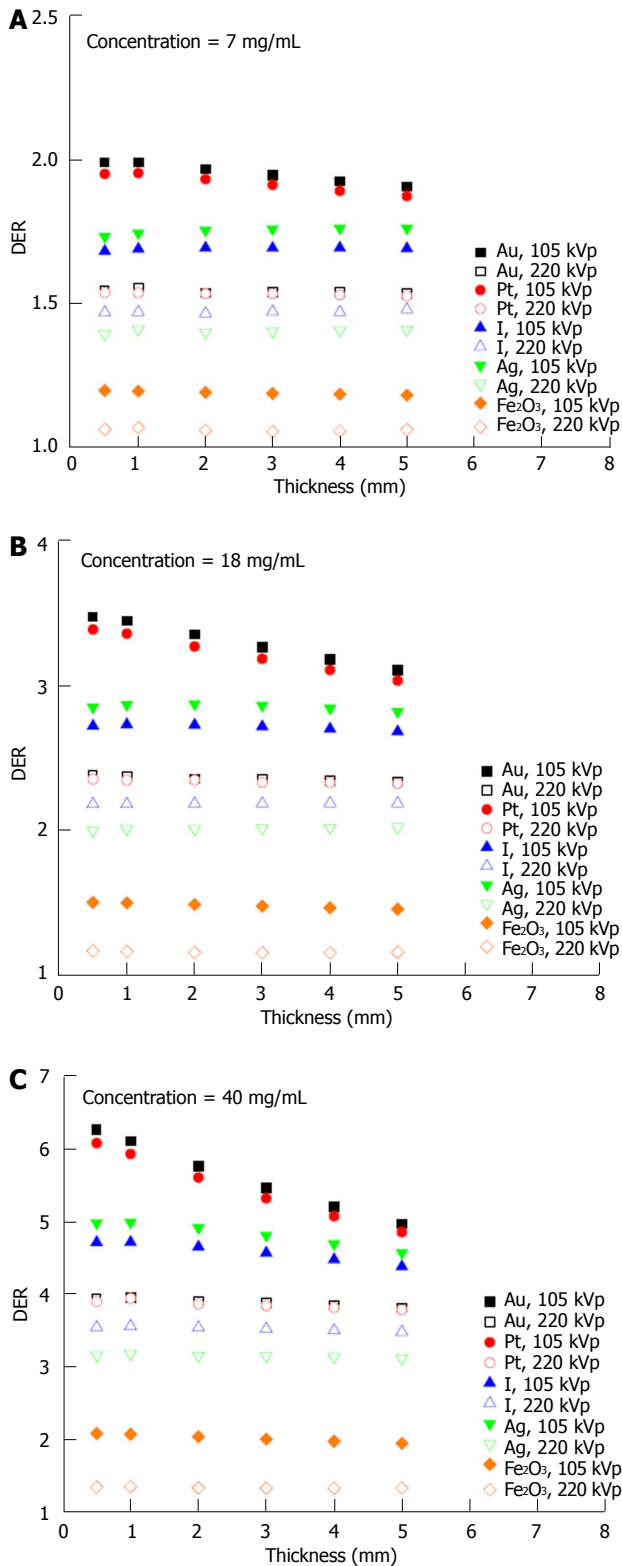 A
Concentration = 7 mg/mL
2.5
2.0
1.5
1.0
DER
Au, 105 kVp
Au, 220 kVp
Pt, 105 kVp
Pt, 220 kVp
I, 105 kVp
I, 220 kVp
Ag, 105 kVp
Ag, 220 kVp
Fe₂O₃, 105 kVp
Fe₂O₃, 220 kVp
0 1 2 3 4 5 6 7 8
Thickness (mm)
B
Concentration = 18 mg/mL
4
3
2
1
DER
Au, 105 kVp
Au, 220 kVp
Pt, 105 kVp
Pt, 220 kVp
I, 105 kVp
I, 220 kVp
Ag, 105 kVp
Ag, 220 kVp
Fe₂O₃, 105 kVp
Fe₂O₃, 220 kVp
0 1 2 3 4 5 6 7 8
Thickness (mm)
C
Concentration = 40 mg/mL
7
6
5
4
3
2
1
DER
Au, 105 kVp
Au, 220 kVp
Pt, 105 kVp
Pt, 220 kVp
I, 105 kVp
I, 220 kVp
Ag, 105 kVp
Ag, 220 kVp
Fe₂O₃, 105 kVp
Fe₂O₃, 220 kVp
0 1 2 3 4 5 6 7 8
Thickness (mm)